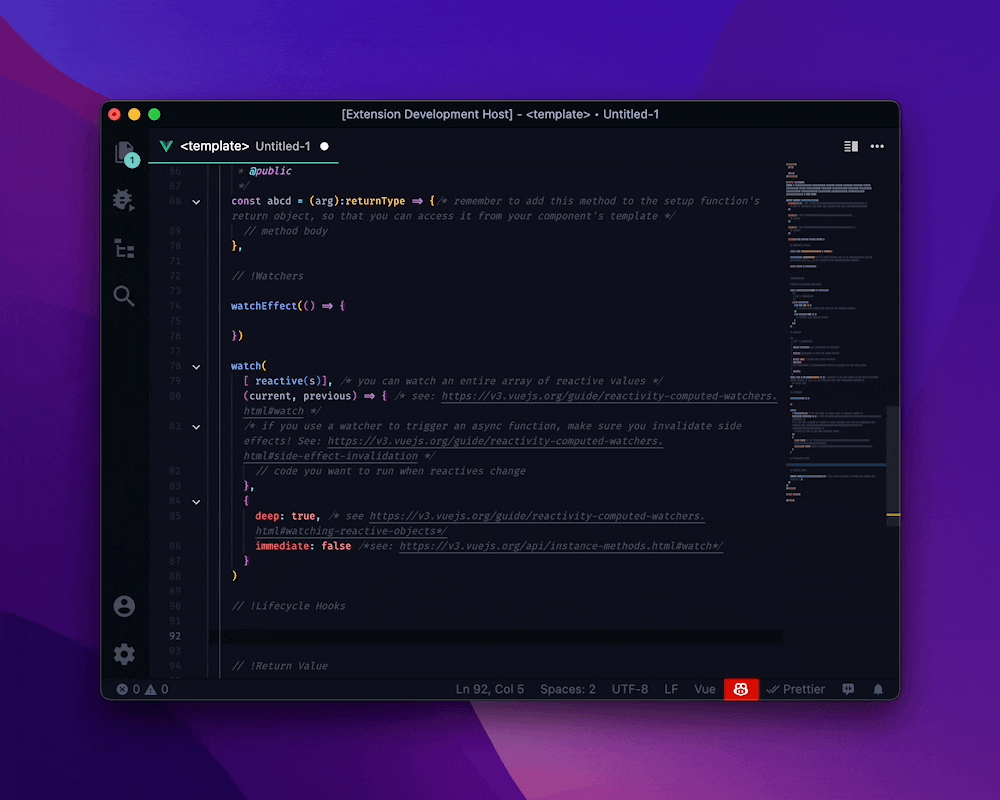 [Extension Development Host] - <template> • Untitled-1
<template> Untitled-1
1
66 * @public
67 */
68 const abcd = (arg):returnType ⇒ {/* remember to add this method to the setup function's
return object, so that you can access it from your component's template */
69 // method body
70 },
71
72 // !Watchers
73
74 watchEffect(() ⇒ {
75
76 })
77
78 watch(
79 [ reactive(s)], /* you can watch an entire array of reactive values */
80 (current, previous) ⇒ { /* see: https://v3.vuejs.org/guide/reactivity-computed-watchers.
html#watch */
81 /* if you use a watcher to trigger an async function, make sure you invalidate side
effects! See: https://v3.vuejs.org/guide/reactivity-computed-watchers.
html#side-effect-invalidation */
82 // code you want to run when reactives change
83 },
84 {
85 deep: true, /* see https://v3.vuejs.org/guide/reactivity-computed-watchers.
html#watching-reactive-objects*/
86 immediate: false /*see: https://v3.vuejs.org/api/instance-methods.html#watch*/
87 }
88 )
89
90 // !Lifecycle Hooks
91
92
93
94 // !Return Value
0 0 Ln 92, Col 5 Spaces: 2 UTF-8 LF Vue Prettier